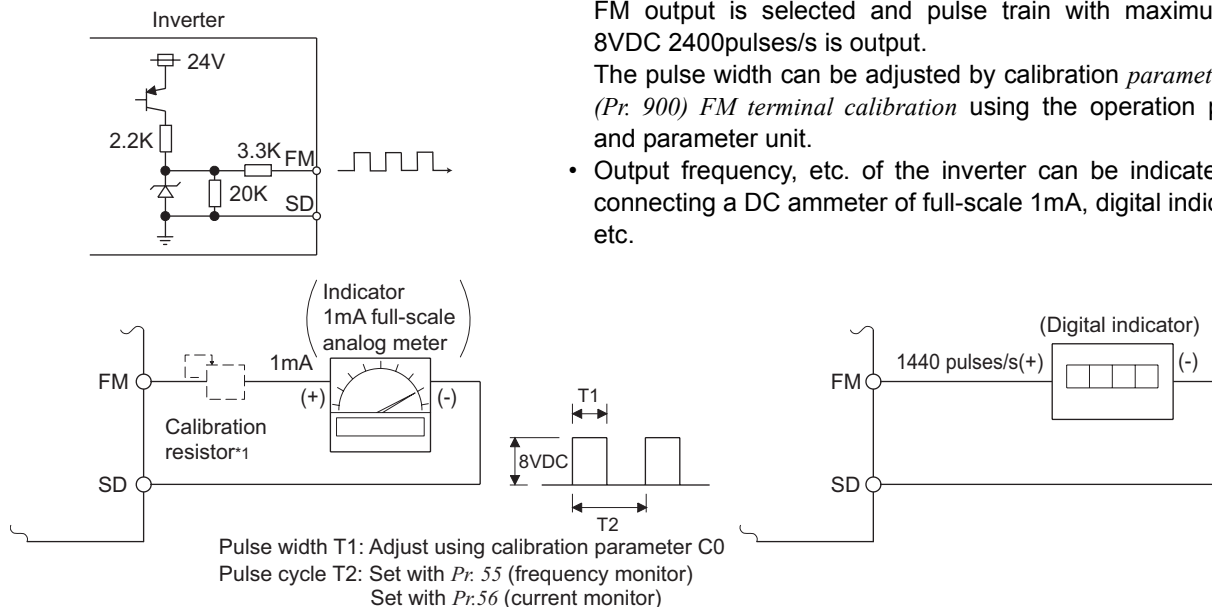 Inverter
24V
2.2K
3.3K
FM
20K
SD
FM output is selected and pulse train with
8VDC 2400pulses/s is output.
The pulse width can be adjusted by calibration
(Pr. 900) FM terminal calibration using the operation
and parameter unit.
• Output frequency, etc. of the inverter can be
connecting a DC ammeter of full-scale 1mA, digital
etc.
Indicator
1mA full-scale
analog meter
1mA
FM
(+)
(-)
Calibration
resistor*1
SD
T1
8VDC
T2
Pulse width T1: Adjust using calibration parameter C0
Pulse cycle T2: Set with Pr. 55 (frequency monitor)
Set with Pr.56 (current monitor)
(Digital indicator)
1440 pulses/s(+)
(-)
FM
SD